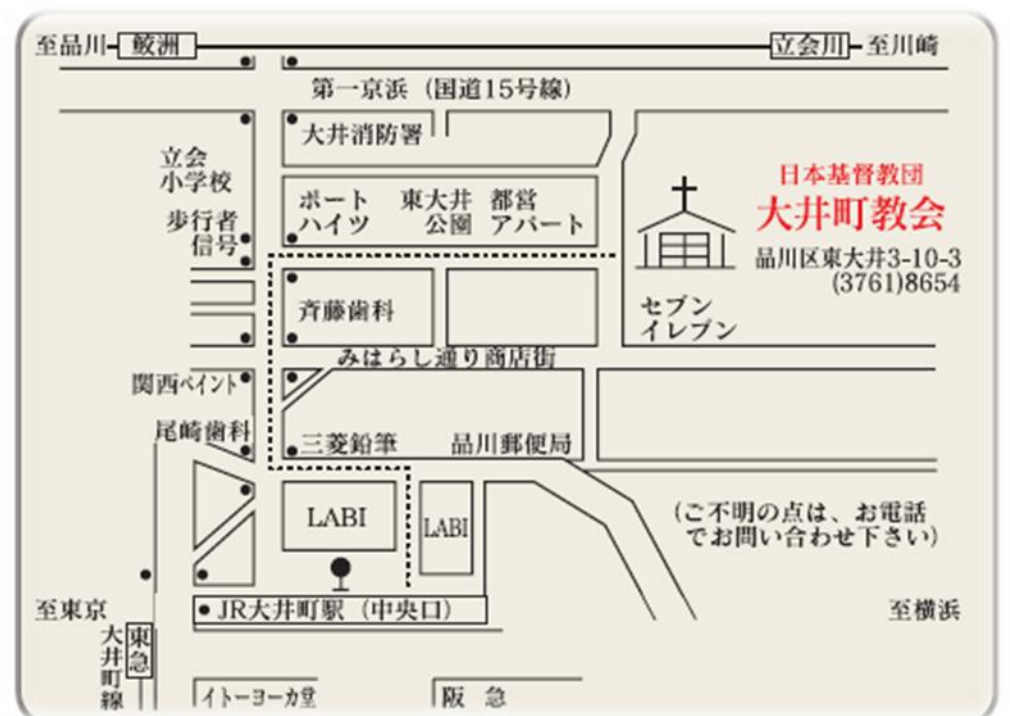 至品川 鮫洲 立会川 至川崎
第一京浜（国道15号線）
大井消防署
立会
小学校
歩行者
信号
ポート
ハイツ
東大井
公園
都営
アパート
日本基督教団
大井町教会
品川区東大井3-10-3
(3761)8654
斉藤歯科
セブン
イレブン
みはらし通り商店街
関西ペイント
尾崎歯科
三菱鉛筆
品川郵便局
LABI
LABI
（ご不明の点は、お電話
でお問い合わせ下さい）
至東京
JR大井町駅（中央口）
至横浜
東急
大井町線
イトーヨーカ堂
阪急